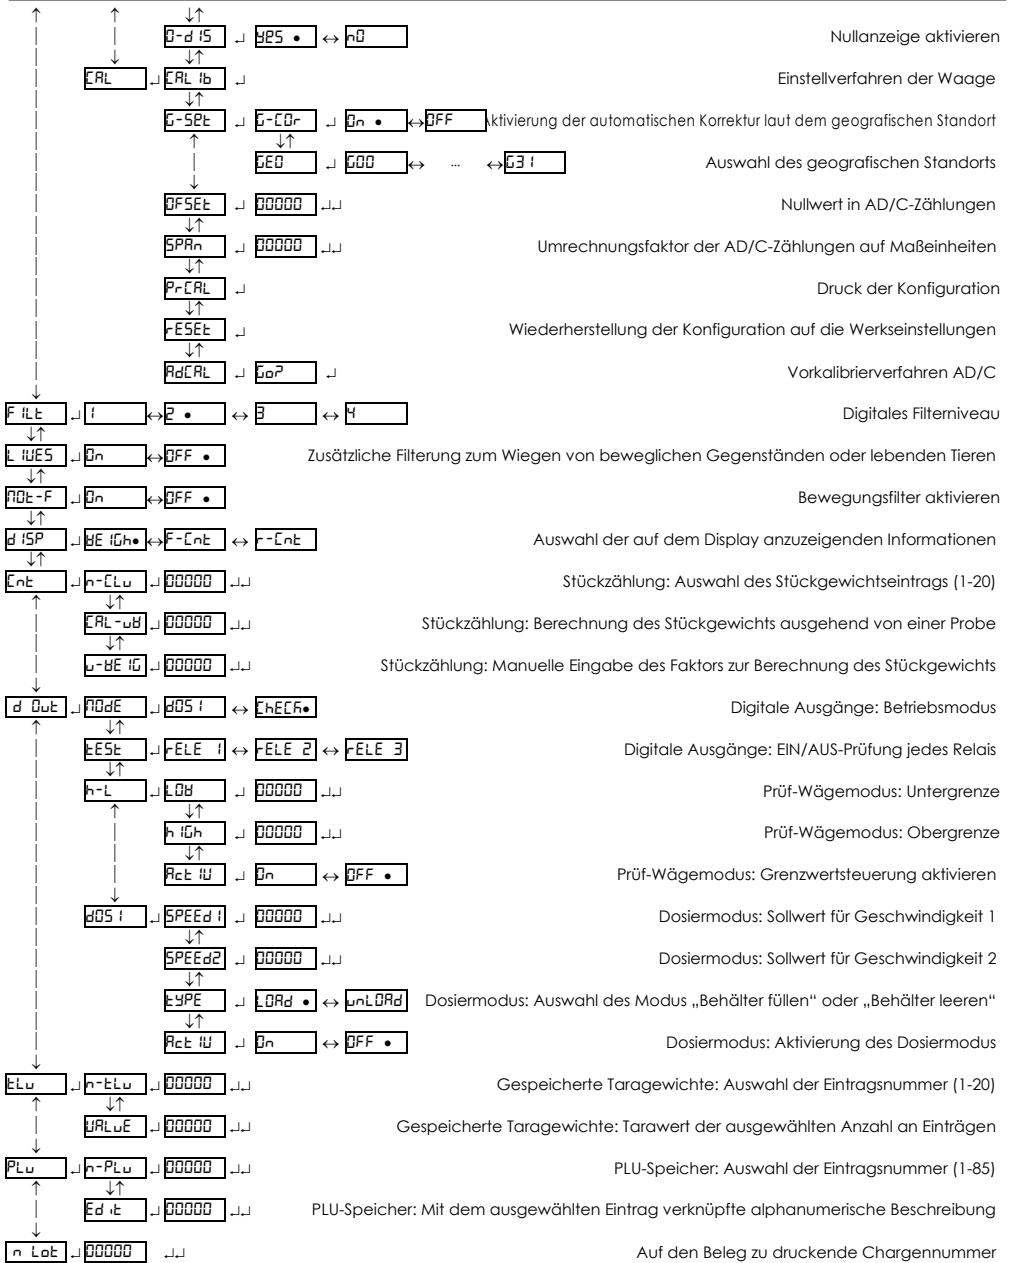 0-dIS ↵ YES • ↔ nO Nullanzeige aktivieren
CAL ↵ CALIb ↵ Einstellverfahren der Waage
G-SEt ↵ G-COr ↵ On • ↔ OFF ktivierung der automatischen Korrektur laut dem geografischen Standort
GEO ↵ G00 ↔ ... ↔ G31 Auswahl des geografischen Standorts
OFSEt ↵ 00000 ↵↵ Nullwert in AD/C-Zählungen
SPAn ↵ 00000 ↵↵ Umrechnungsfaktor der AD/C-Zählungen auf Maßeinheiten
PrCAL ↵ Druck der Konfiguration
rESEt ↵ Wiederherstellung der Konfiguration auf die Werkseinstellungen
AdCAL ↵ Go? ↵ Vorkalibrierverfahren AD/C
FILt ↵ 1 ↔ 2 • ↔ 3 ↔ 4 Digitales Filterniveau
LIVES ↵ On ↔ OFF • Zusätzliche Filterung zum Wiegen von beweglichen Gegenständen oder lebenden Tieren
MOt-F ↵ On ↔ OFF • Bewegungsfilter aktivieren
dISP ↵ WEIGh• ↔ F-Cnt ↔ r-Cnt Auswahl der auf dem Display anzuzeigenden Informationen
Cnt ↵ n-CLu ↵ 00000 ↵↵ Stückzählung: Auswahl des Stückgewichtseintrags (1-20)
CAL-uW ↵ 00000 ↵↵ Stückzählung: Berechnung des Stückgewichts ausgehend von einer Probe
u-WEIG ↵ 00000 ↵↵ Stückzählung: Manuelle Eingabe des Faktors zur Berechnung des Stückgewichts
d Out ↵ MOdE ↵ dOS1 ↔ ChECK• Digitale Ausgänge: Betriebsmodus
tESt ↵ rELE 1 ↔ rELE 2 ↔ rELE 3 Digitale Ausgänge: EIN/AUS-Prüfung jedes Relais
h-L ↵ LOW ↵ 00000 ↵↵ Prüf-Wägemodus: Untergrenze
hIGh ↵ 00000 ↵↵ Prüf-Wägemodus: Obergrenze
ActIV ↵ On ↔ OFF • Prüf-Wägemodus: Grenzwertsteuerung aktivieren
dOS1 ↵ SPEEd1 ↵ 00000 ↵↵ Dosiermodus: Sollwert für Geschwindigkeit 1
SPEEd2 ↵ 00000 ↵↵ Dosiermodus: Sollwert für Geschwindigkeit 2
tYPE ↵ LOAd • ↔ unLOAd Dosiermodus: Auswahl des Modus „Behälter füllen“ oder „Behälter leeren“
ActIV ↵ On ↔ OFF • Dosiermodus: Aktivierung des Dosiermodus
tLu ↵ n-tLu ↵ 00000 ↵↵ Gespeicherte Taragewichte: Auswahl der Eintragsnummer (1-20)
VALuE ↵ 00000 ↵↵ Gespeicherte Taragewichte: Tarawert der ausgewählten Anzahl an Einträgen
PLu ↵ n-PLu ↵ 00000 ↵↵ PLU-Speicher: Auswahl der Eintragsnummer (1-85)
Edit ↵ 00000 ↵↵ PLU-Speicher: Mit dem ausgewählten Eintrag verknüpfte alphanumerische Beschreibung
n Lot ↵ 00000 ↵↵ Auf den Beleg zu druckende Chargennummer